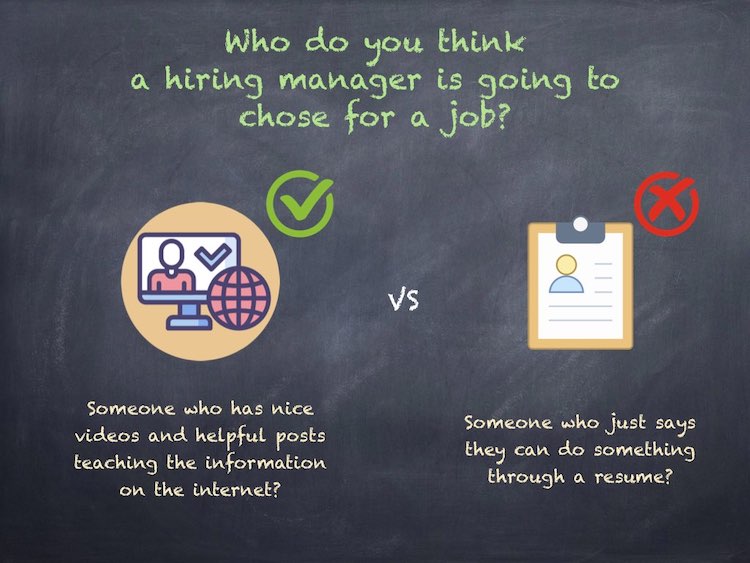 Who do you think
a hiring manager is going to
chose for a job?
vs
Someone who has nice
videos and helpful posts
teaching the information
on the internet?
Someone who just says
they can do something
through a resume?